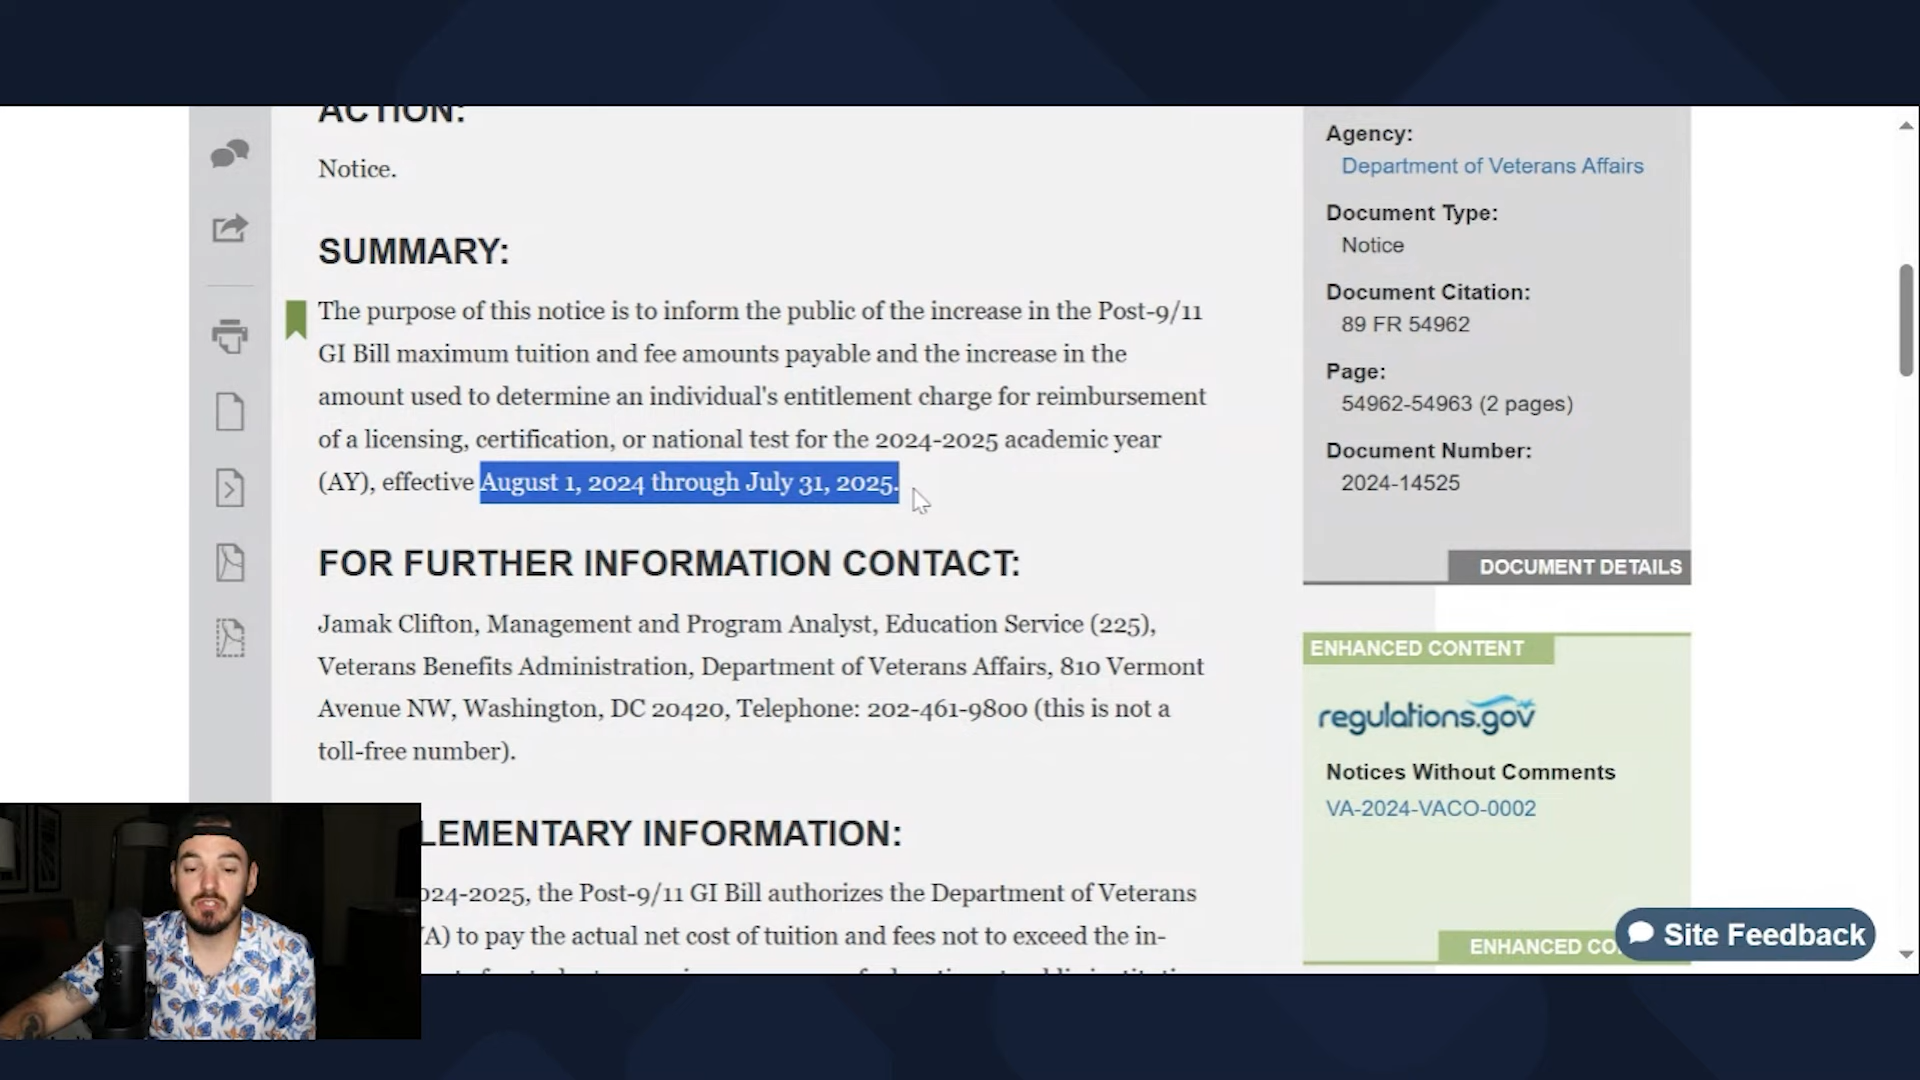 ACTION:
Notice.
SUMMARY:
The purpose of this notice is to inform the public of the increase in the Post-9/11
GI Bill maximum tuition and fee amounts payable and the increase in the
amount used to determine an individual's entitlement charge for reimbursement
of a licensing, certification, or national test for the 2024-2025 academic year
(AY), effective August 1, 2024 through July 31, 2025.
FOR FURTHER INFORMATION CONTACT:
Jamak Clifton, Management and Program Analyst, Education Service (225),
Veterans Benefits Administration, Department of Veterans Affairs, 810 Vermont
Avenue NW, Washington, DC 20420, Telephone: 202-461-9800 (this is not a
toll-free number).
LEMENTARY INFORMATION:
024-2025, the Post-9/11 GI Bill authorizes the Department of Veterans
A) to pay the actual net cost of tuition and fees not to exceed the in-
Agency:
Department of Veterans Affairs
Document Type:
Notice
Document Citation:
89 FR 54962
Page:
54962-54963 (2 pages)
Document Number:
2024-14525
DOCUMENT DETAILS
ENHANCED CONTENT
regulations.gov
Notices Without Comments
VA-2024-VACO-0002
ENHANCED CO
Site Feedback